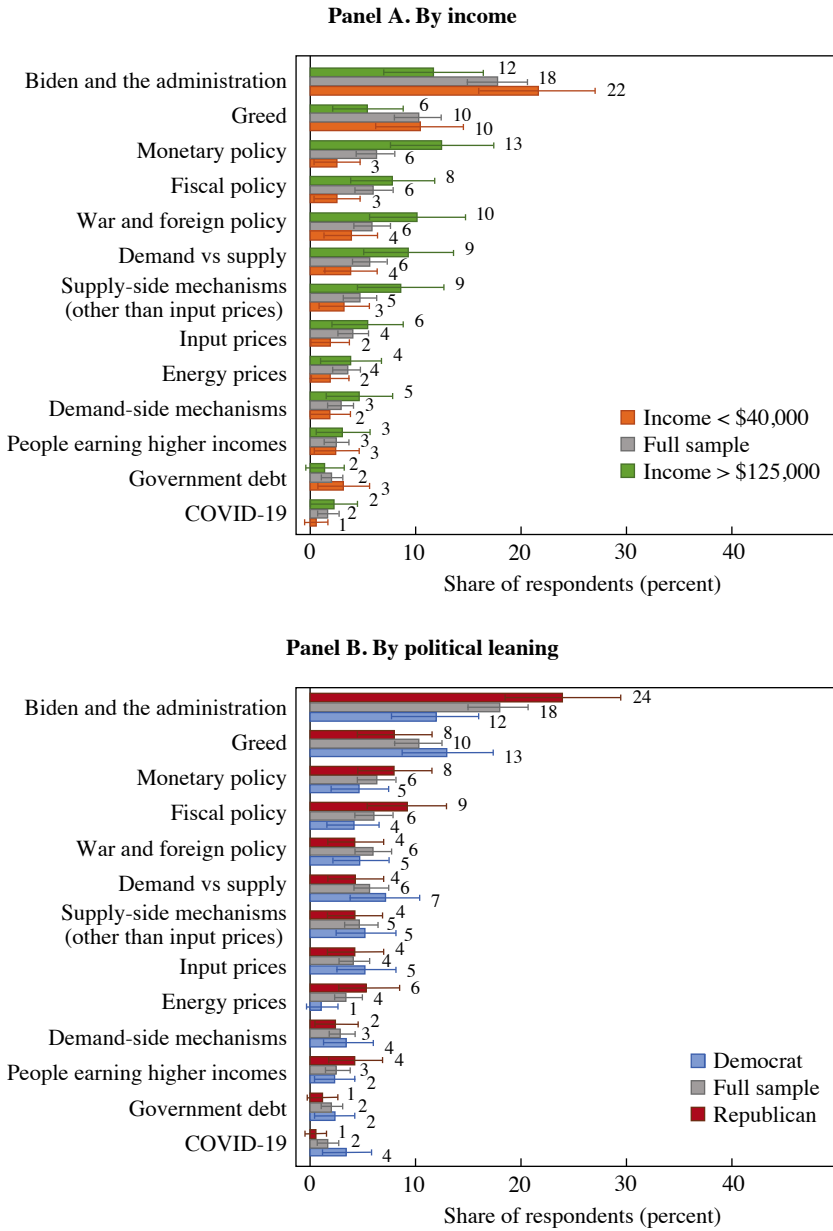 Panel A. By income
Biden and the administration
12
18
22
Greed
6
10
10
Monetary policy
13
6
3
Fiscal policy
8
6
3
War and foreign policy
10
6
4
Demand vs supply
9
6
4
Supply-side mechanisms
(other than input prices)
9
5
3
Input prices
6
4
2
Energy prices
4
4
2
Demand-side mechanisms
5
3
2
People earning higher incomes
3
3
3
Government debt
2
2
3
COVID-19
2
2
1
Income < $40,000
Full sample
Income > $125,000
0 10 20 30 40
Share of respondents (percent)
Panel B. By political leaning
Biden and the administration
24
18
12
Greed
8
10
13
Monetary policy
8
6
5
Fiscal policy
9
6
4
War and foreign policy
4
6
5
Demand vs supply
4
6
7
Supply-side mechanisms
(other than input prices)
4
5
5
Input prices
4
4
5
Energy prices
6
4
1
Demand-side mechanisms
2
3
4
People earning higher incomes
4
3
2
Government debt
1
2
2
COVID-19
1
2
4
Democrat
Full sample
Republican
0 10 20 30 40
Share of respondents (percent)